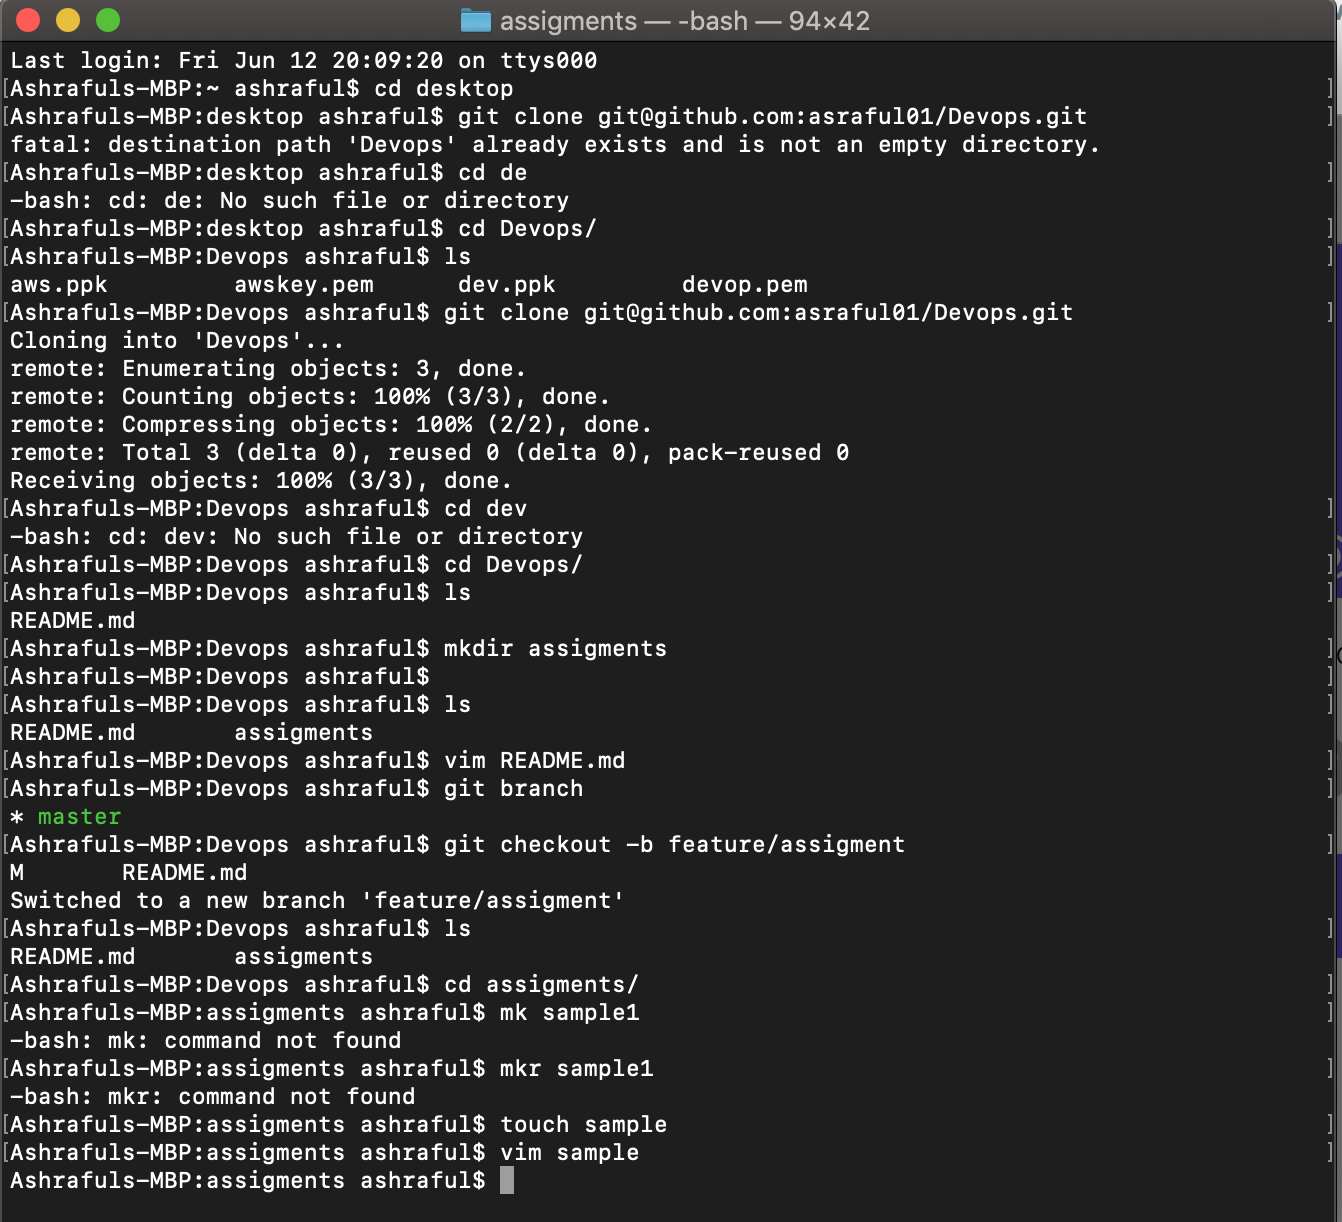 assigments — -bash — 94×42
Last login: Fri Jun 12 20:09:20 on ttys000
[Ashrafuls-MBP:~ ashraful$ cd desktop ]
[Ashrafuls-MBP:desktop ashraful$ git clone git@github.com:asraful01/Devops.git ]
fatal: destination path 'Devops' already exists and is not an empty directory.
[Ashrafuls-MBP:desktop ashraful$ cd de ]
-bash: cd: de: No such file or directory
[Ashrafuls-MBP:desktop ashraful$ cd Devops/ ]
[Ashrafuls-MBP:Devops ashraful$ ls ]
aws.ppk awskey.pem dev.ppk devop.pem
[Ashrafuls-MBP:Devops ashraful$ git clone git@github.com:asraful01/Devops.git ]
Cloning into 'Devops'...
remote: Enumerating objects: 3, done.
remote: Counting objects: 100% (3/3), done.
remote: Compressing objects: 100% (2/2), done.
remote: Total 3 (delta 0), reused 0 (delta 0), pack-reused 0
Receiving objects: 100% (3/3), done.
[Ashrafuls-MBP:Devops ashraful$ cd dev ]
-bash: cd: dev: No such file or directory
[Ashrafuls-MBP:Devops ashraful$ cd Devops/ ]
[Ashrafuls-MBP:Devops ashraful$ ls ]
README.md
[Ashrafuls-MBP:Devops ashraful$ mkdir assigments ]
[Ashrafuls-MBP:Devops ashraful$ ]
[Ashrafuls-MBP:Devops ashraful$ ls ]
README.md assigments
[Ashrafuls-MBP:Devops ashraful$ vim README.md ]
[Ashrafuls-MBP:Devops ashraful$ git branch ]
* master
[Ashrafuls-MBP:Devops ashraful$ git checkout -b feature/assigment ]
M README.md
Switched to a new branch 'feature/assigment'
[Ashrafuls-MBP:Devops ashraful$ ls ]
README.md assigments
[Ashrafuls-MBP:Devops ashraful$ cd assigments/ ]
[Ashrafuls-MBP:assigments ashraful$ mk sample1 ]
-bash: mk: command not found
[Ashrafuls-MBP:assigments ashraful$ mkr sample1 ]
-bash: mkr: command not found
[Ashrafuls-MBP:assigments ashraful$ touch sample ]
[Ashrafuls-MBP:assigments ashraful$ vim sample ]
Ashrafuls-MBP:assigments ashraful$